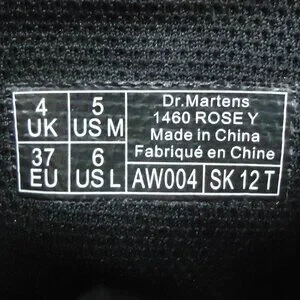 4 UK
5 US M
37 EU
6 US L
Dr.Martens
1460 ROSE Y
Made in China
Fabriqué en Chine
AW004
SK 12 T